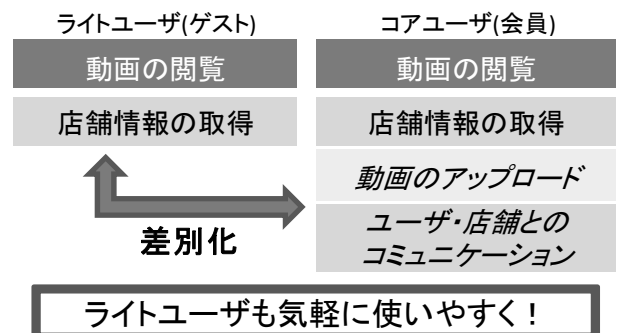 ライトユーザ(ゲスト)
動画の閲覧
店舗情報の取得
差別化
コアユーザ(会員)
動画の閲覧
店舗情報の取得
動画のアップロード
ユーザ・店舗との
コミュニケーション
ライトユーザも気軽に使いやすく！